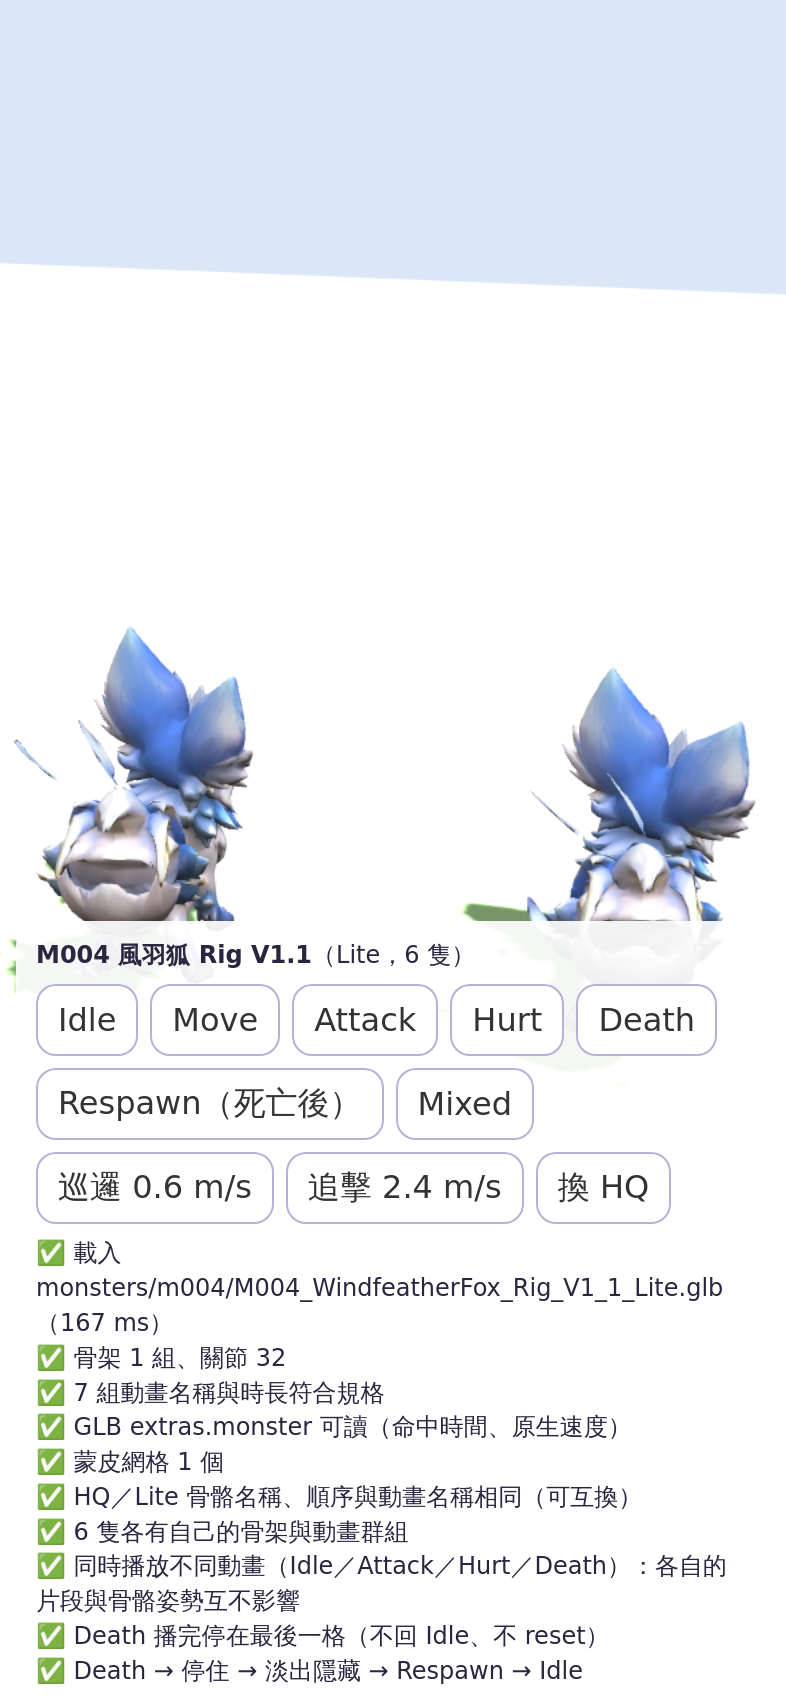 M004 風羽狐 Rig V1.1（Lite，6 隻）
Idle
Move
Attack
Hurt
Death
Respawn（死亡後）
Mixed
巡邏 0.6 m/s
追擊 2.4 m/s
換 HQ
✅ 載入
monsters/m004/M004_WindfeatherFox_Rig_V1_1_Lite.glb
（167 ms）
✅ 骨架 1 組、關節 32
✅ 7 組動畫名稱與時長符合規格
✅ GLB extras.monster 可讀（命中時間、原生速度）
✅ 蒙皮網格 1 個
✅ HQ／Lite 骨骼名稱、順序與動畫名稱相同（可互換）
✅ 6 隻各有自己的骨架與動畫群組
✅ 同時播放不同動畫（Idle／Attack／Hurt／Death）：各自的
片段與骨骼姿勢互不影響
✅ Death 播完停在最後一格（不回 Idle、不 reset）
✅ Death → 停住 → 淡出隱藏 → Respawn → Idle